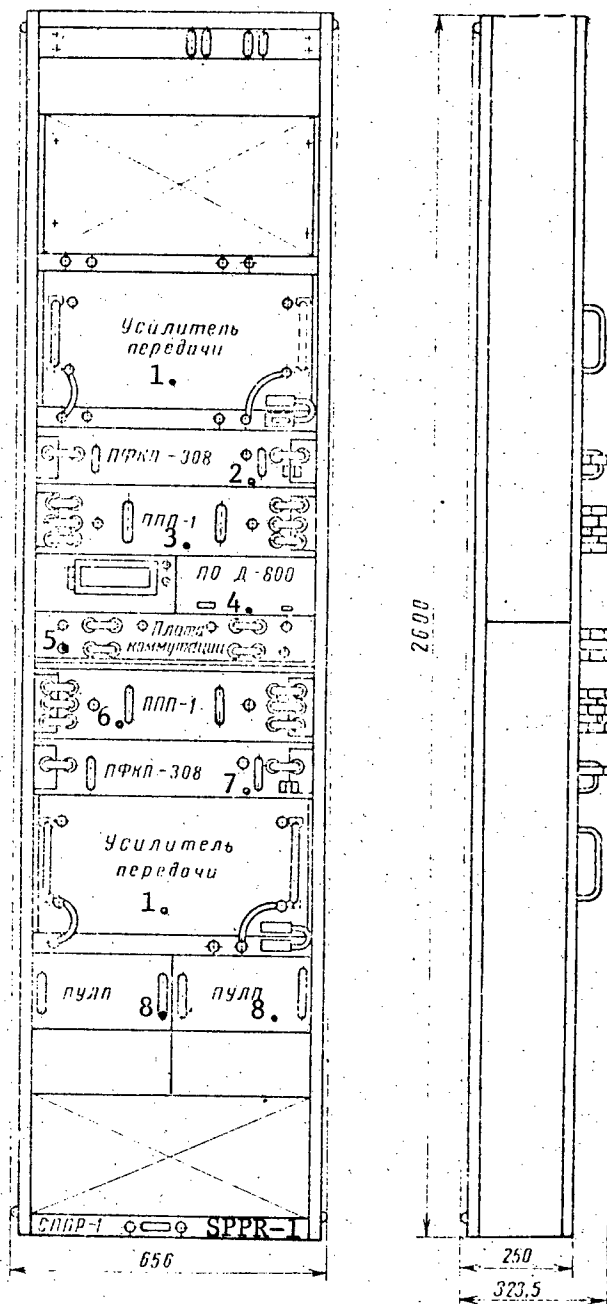 Усилитель
передачи
1.
ПФКП-308
2.
ППП-1
3.
ПО Д-800
4.
5. Плата
коммутации
ППП-1
6.
ПФКП-308
7.
Усилитель
передачи
1.
ПУЛП ПУЛП
8. 8.
СППР-1 SPPR-1
656
2600
250
323,5